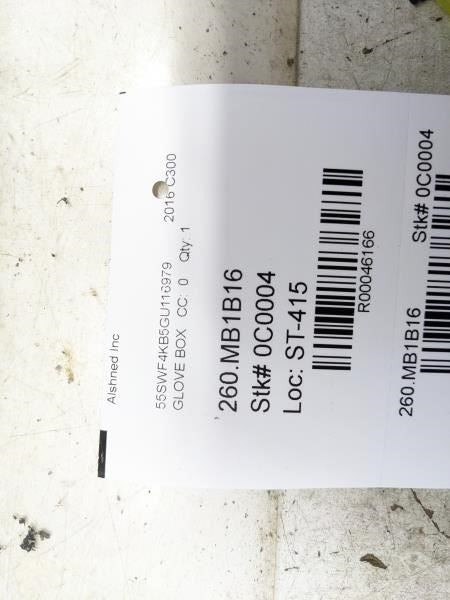 Alshned Inc
55SWF4KB5GU116979 2016 C300
GLOVE BOX CC: 0 Qty: 1
260.MB1B16
Stk# 0C0004
Loc: ST-415
R00046166
260.MB1B16 Stk# 0C0004